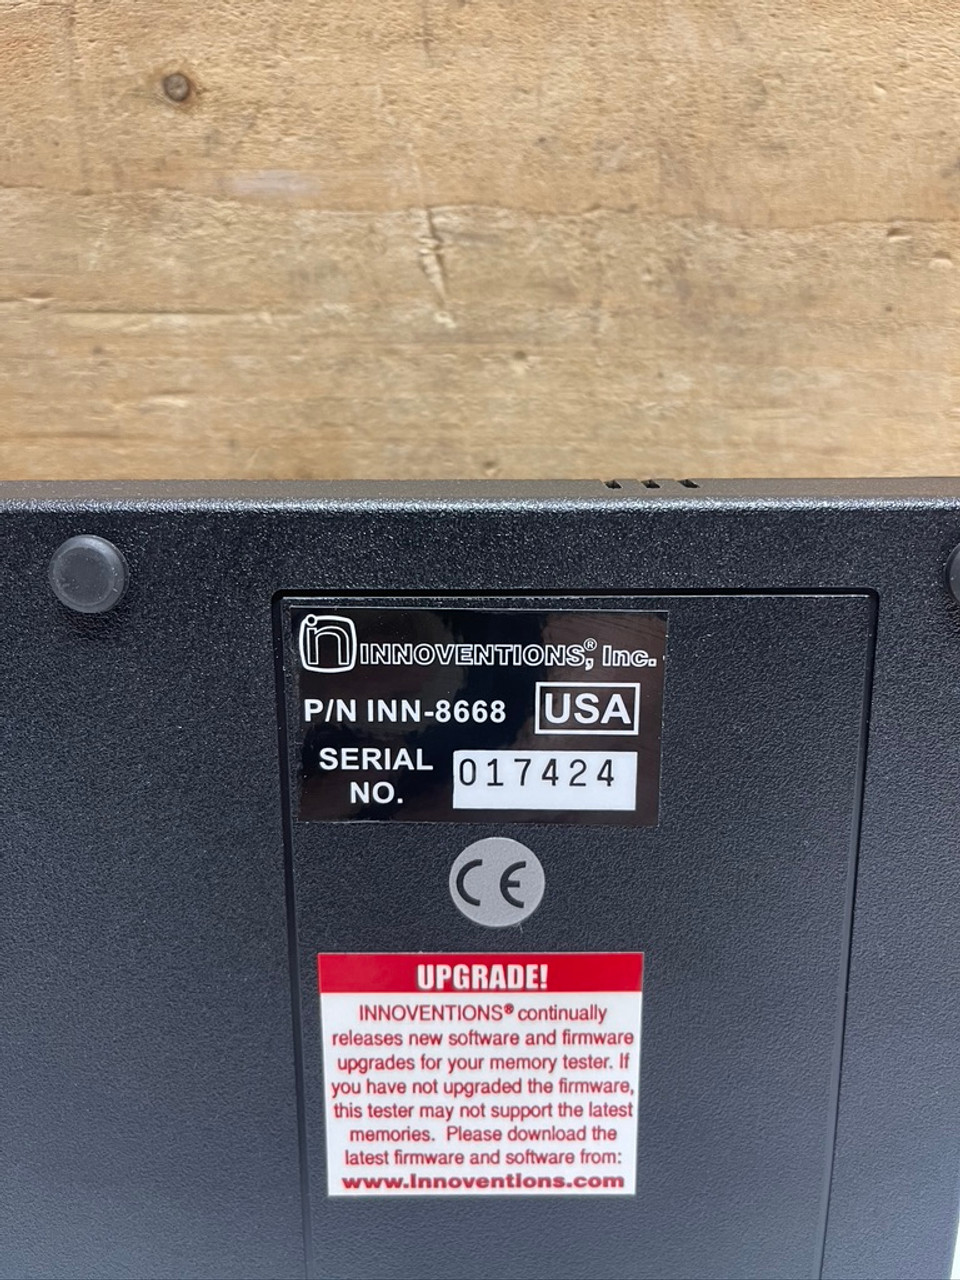 in INNOVENTIONS,® Inc.
P/N INN-8668 USA
SERIAL
NO. 017424
CE
UPGRADE!
INNOVENTIONS® continually
releases new software and firmware
upgrades for your memory tester. If
you have not upgraded the firmware,
this tester may not support the latest
memories. Please download the
latest firmware and software from:
www.innoventions.com